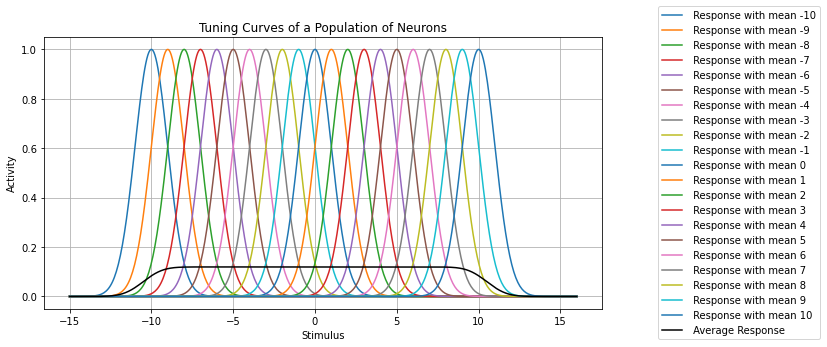 Tuning Curves of a Population of Neurons
1.0
0.8
0.6
0.4
0.2
0.0
Activity
−15
−10
−5
0
5
10
15
Stimulus
Response with mean -10
Response with mean -9
Response with mean -8
Response with mean -7
Response with mean -6
Response with mean -5
Response with mean -4
Response with mean -3
Response with mean -2
Response with mean -1
Response with mean 0
Response with mean 1
Response with mean 2
Response with mean 3
Response with mean 4
Response with mean 5
Response with mean 6
Response with mean 7
Response with mean 8
Response with mean 9
Response with mean 10
Average Response